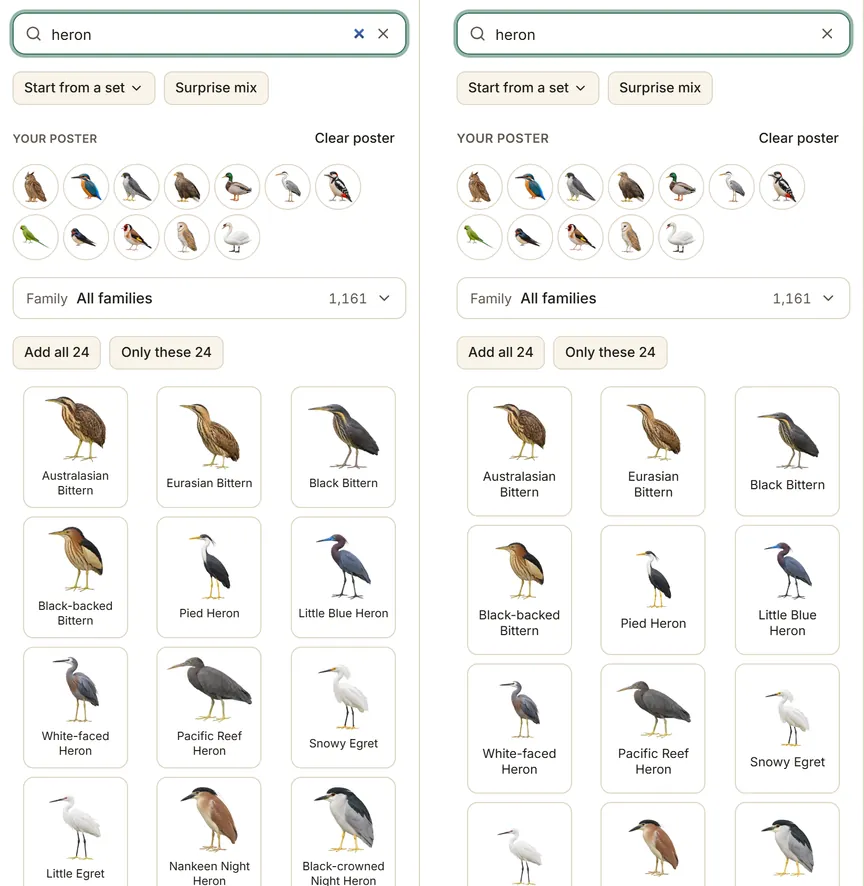 heron
Start from a set
Surprise mix
YOUR POSTER
Clear poster
Family All families
1,161
Add all 24
Only these 24
Australasian
Bittern
Eurasian Bittern
Black Bittern
Black-backed
Bittern
Pied Heron
Little Blue Heron
White-faced
Heron
Pacific Reef
Heron
Snowy Egret
Little Egret
Nankeen Night
Heron
Black-crowned
Night Heron
heron
Start from a set
Surprise mix
YOUR POSTER
Clear poster
Family All families
1,161
Add all 24
Only these 24
Australasian
Bittern
Eurasian
Bittern
Black Bittern
Black-backed
Bittern
Pied Heron
Little Blue
Heron
White-faced
Heron
Pacific Reef
Heron
Snowy Egret